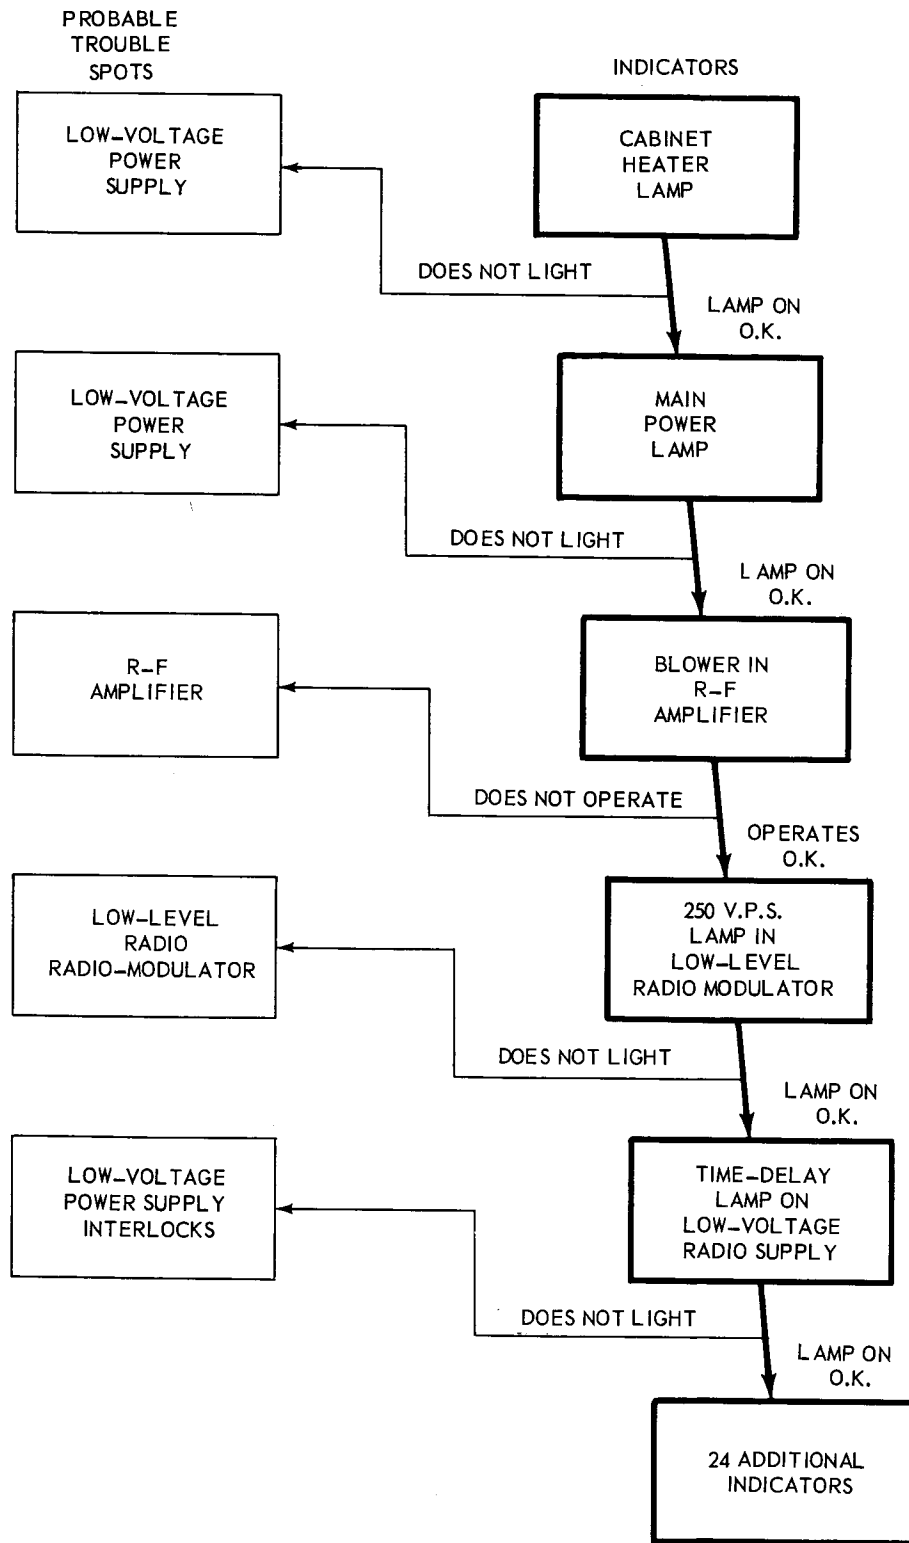 PROBABLE
TROUBLE
SPOTS
INDICATORS
LOW-VOLTAGE
POWER
SUPPLY
CABINET
HEATER
LAMP
DOES NOT LIGHT
LAMP ON
O.K.
LOW-VOLTAGE
POWER
SUPPLY
MAIN
POWER
LAMP
DOES NOT LIGHT
LAMP ON
O.K.
R-F
AMPLIFIER
BLOWER IN
R-F
AMPLIFIER
DOES NOT OPERATE
OPERATES
O.K.
LOW-LEVEL
RADIO
RADIO-MODULATOR
250 V.P.S.
LAMP IN
LOW-LEVEL
RADIO MODULATOR
DOES NOT LIGHT
LAMP ON
O.K.
LOW-VOLTAGE
POWER SUPPLY
INTERLOCKS
TIME-DELAY
LAMP ON
LOW-VOLTAGE
RADIO SUPPLY
DOES NOT LIGHT
LAMP ON
O.K.
24 ADDITIONAL
INDICATORS